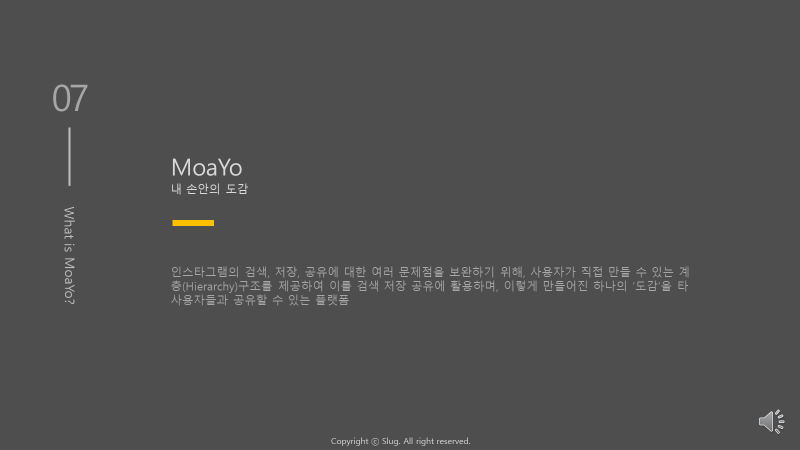 07
What is MoaYo?
MoaYo
내 손안의 도감
인스타그램의 검색, 저장, 공유에 대한 여러 문제점을 보완하기 위해, 사용자가 직접 만들 수 있는 계
층(Hierarchy)구조를 제공하여 이를 검색 저장 공유에 활용하며, 이렇게 만들어진 하나의 '도감'을 타
사용자들과 공유할 수 있는 플랫폼
Copyright ⓒ Slug. All right reserved.